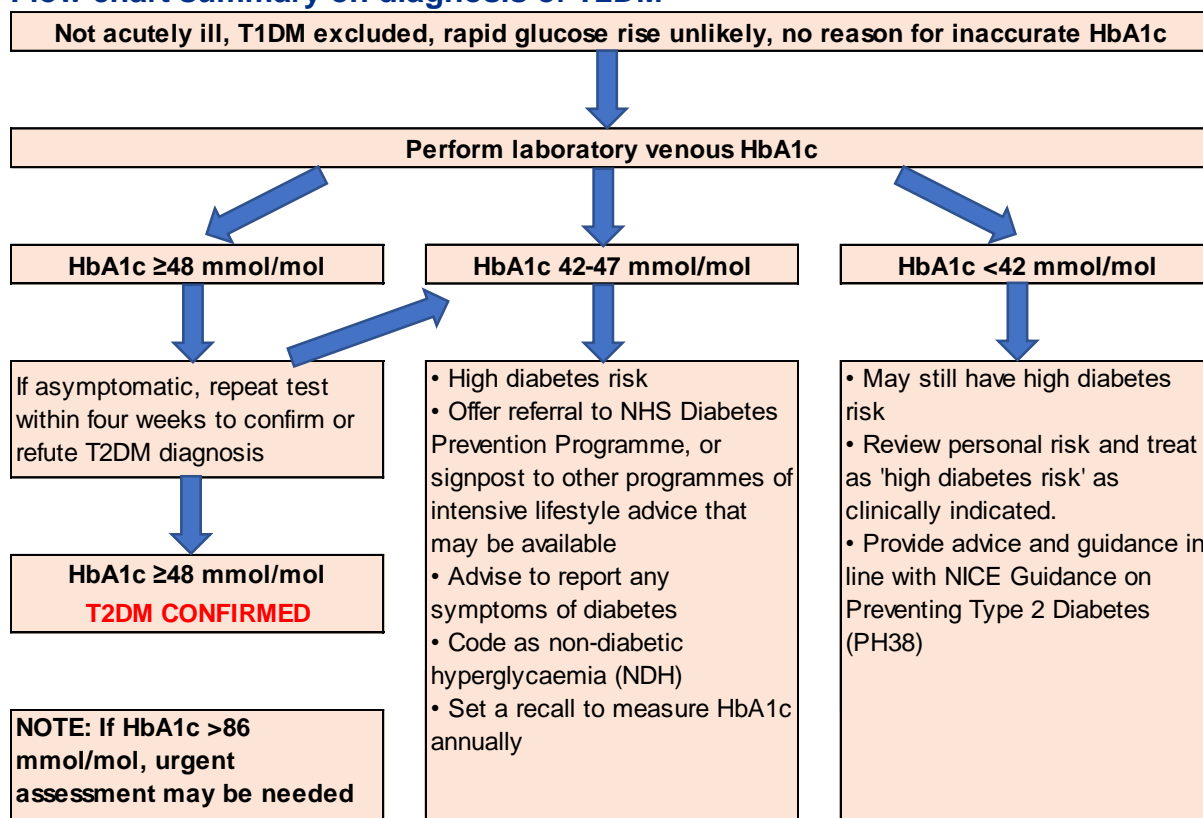 Flow chart summary on diagnosis of T2DM
Not acutely ill, T1DM excluded, rapid glucose rise unlikely, no reason for inaccurate HbA1c
Perform laboratory venous HbA1c
HbA1c ≥48 mmol/mol
HbA1c 42-47 mmol/mol
HbA1c <42 mmol/mol
If asymptomatic, repeat test
within four weeks to confirm or
refute T2DM diagnosis
HbA1c ≥48 mmol/mol
T2DM CONFIRMED
NOTE: If HbA1c >86
mmol/mol, urgent
assessment may be needed
• High diabetes risk
• Offer referral to NHS Diabetes
Prevention Programme, or
signpost to other programmes of
intensive lifestyle advice that
may be available
• Advise to report any
symptoms of diabetes
• Code as non-diabetic
hyperglycaemia (NDH)
• Set a recall to measure HbA1c
annually
• May still have high diabetes
risk
• Review personal risk and treat
as 'high diabetes risk' as
clinically indicated.
• Provide advice and guidance in
line with NICE Guidance on
Preventing Type 2 Diabetes
(PH38)